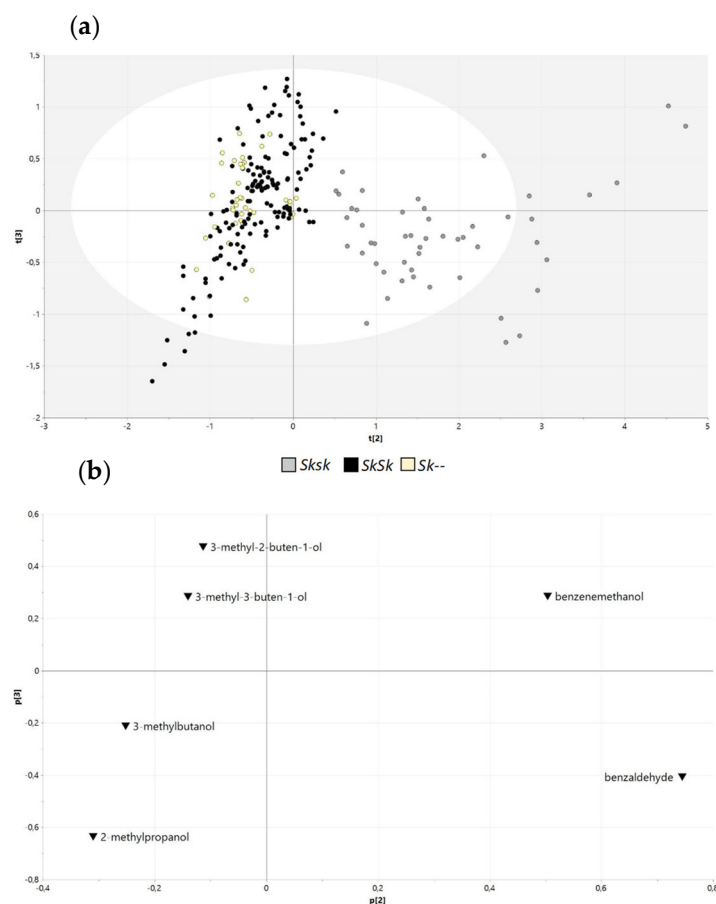 (a)
1,5
1
0,5
0
-0,5
-1
-1,5
-2
t[3]
-3 -2 -1 0 1 2 3 4 5
t[2]
Sksk SkSk Sk--
(b)
0,6
0,4
0,2
0
-0,2
-0,4
-0,6
-0,8
p[3]
3-methyl-2-buten-1-ol
3-methyl-3-buten-1-ol
benzenemethanol
3-methylbutanol
benzaldehyde
2-methylpropanol
-0,4 -0,2 0 0,2 0,4 0,6 0,8
p[2]